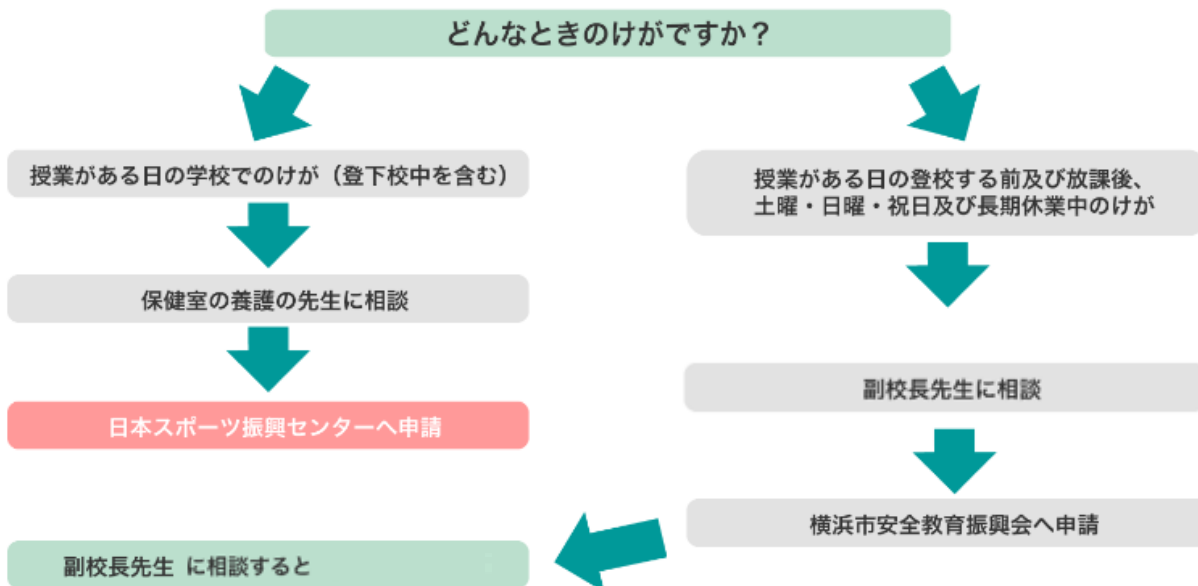 どんなときのけがですか？
授業がある日の学校でのけが（登下校中を含む）
保健室の養護の先生に相談
日本スポーツ振興センターへ申請
授業がある日の登校する前及び放課後、
土曜・日曜・祝日及び長期休業中のけが
副校長先生に相談
横浜市安全教育振興会へ申請
副校長先生 に相談すると